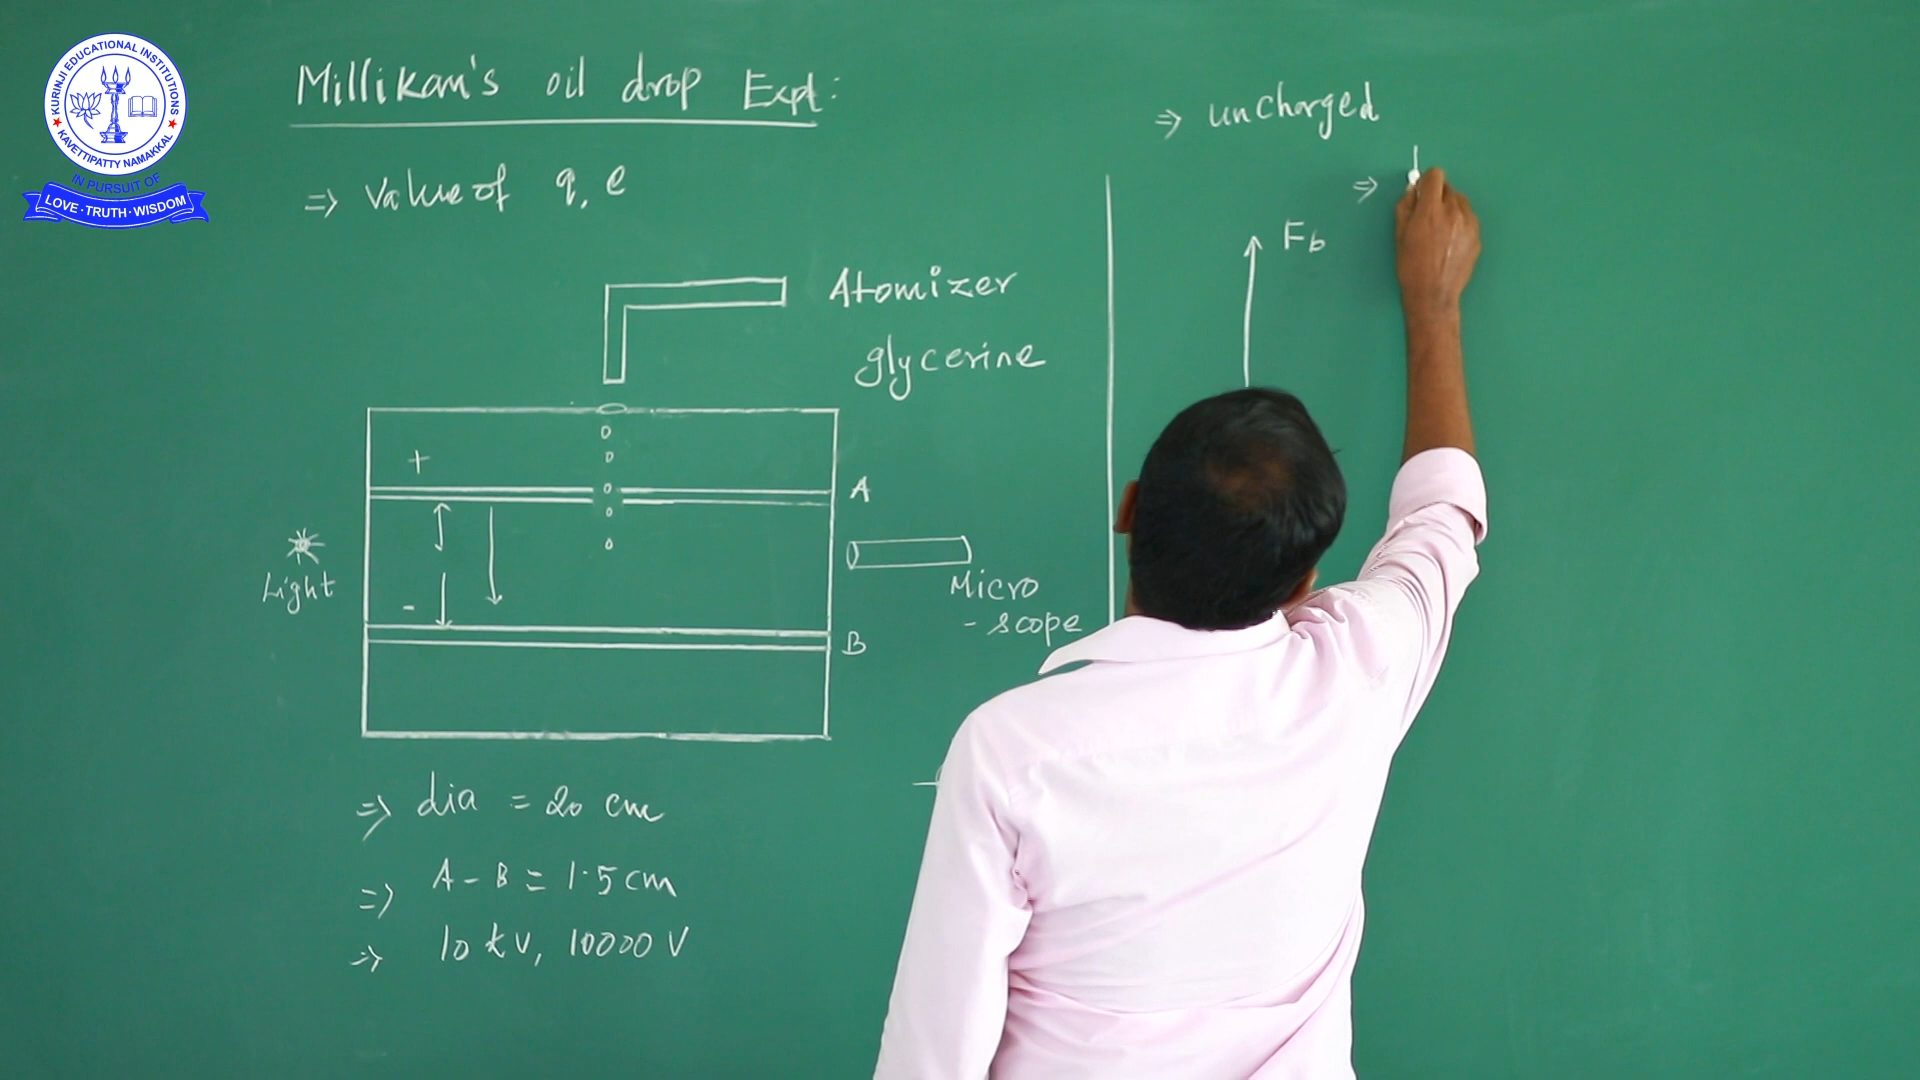 KURINJI EDUCATIONAL INSTITUTIONS
KAVETTIPATTY NAMAKKAL
IN PURSUIT OF
LOVE · TRUTH · WISDOM
Millikan's oil drop Expt:
⇒ Value of q, e
Atomizer
glycerine
+
A
Light
-
Micro
- scope
B
⇒ dia = 20 cm
⇒ A - B = 1.5 cm
⇒ 10 kV, 10000 V
⇒ uncharged
⇒
Fb